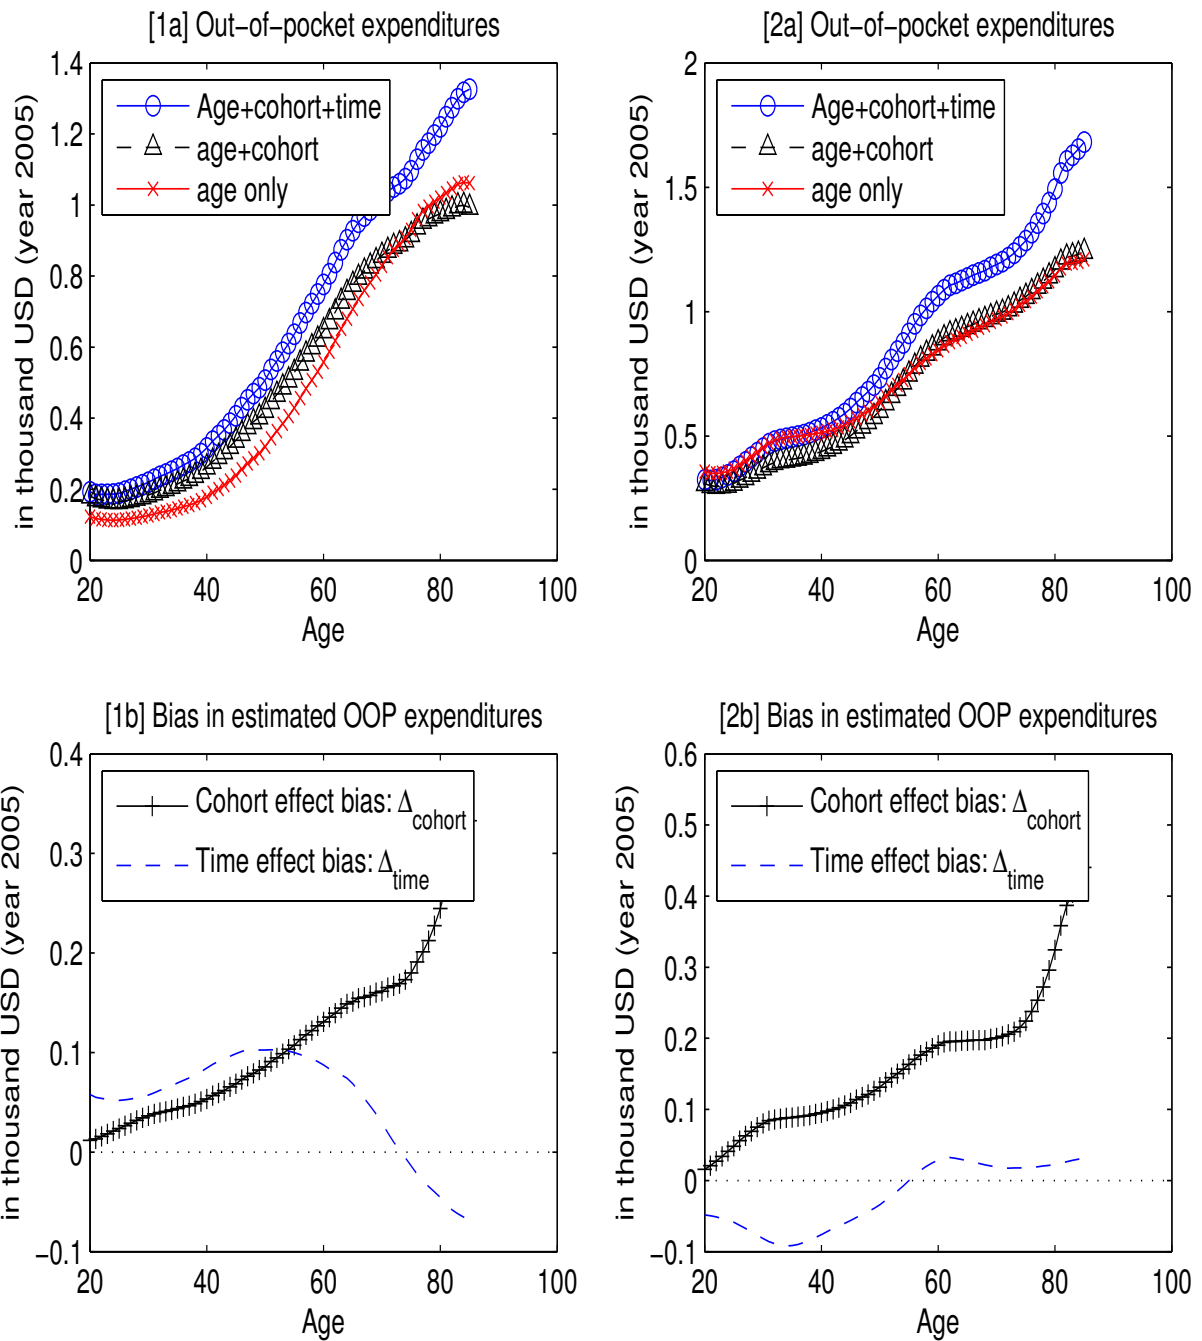 [1a] Out−of−pocket expenditures
in thousand USD (year 2005)
1.4
1.2
1
0.8
0.6
0.4
0.2
0
Age+cohort+time
age+cohort
age only
20 40 60 80 100
Age
[2a] Out−of−pocket expenditures
in thousand USD (year 2005)
2
1.5
1
0.5
0
Age+cohort+time
age+cohort
age only
20 40 60 80 100
Age
[1b] Bias in estimated OOP expenditures
in thousand USD (year 2005)
0.4
0.3
0.2
0.1
0
−0.1
Cohort effect bias: Δcohort
Time effect bias: Δtime
20 40 60 80 100
Age
[2b] Bias in estimated OOP expenditures
in thousand USD (year 2005)
0.6
0.5
0.4
0.3
0.2
0.1
0
−0.1
Cohort effect bias: Δcohort
Time effect bias: Δtime
20 40 60 80 100
Age